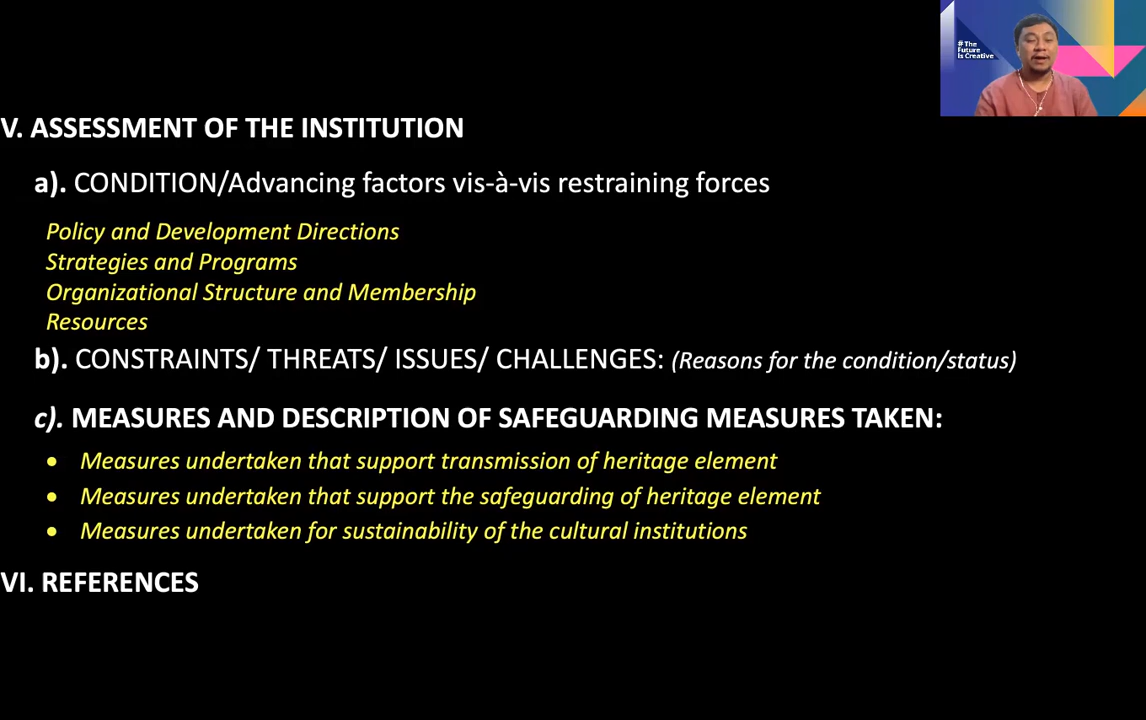 # The
Future
Is Creative
V. ASSESSMENT OF THE INSTITUTION
a). CONDITION/Advancing factors vis-à-vis restraining forces
Policy and Development Directions
Strategies and Programs
Organizational Structure and Membership
Resources
b). CONSTRAINTS/ THREATS/ ISSUES/ CHALLENGES: (Reasons for the condition/status)
c). MEASURES AND DESCRIPTION OF SAFEGUARDING MEASURES TAKEN:
• Measures undertaken that support transmission of heritage element
• Measures undertaken that support the safeguarding of heritage element
• Measures undertaken for sustainability of the cultural institutions
VI. REFERENCES